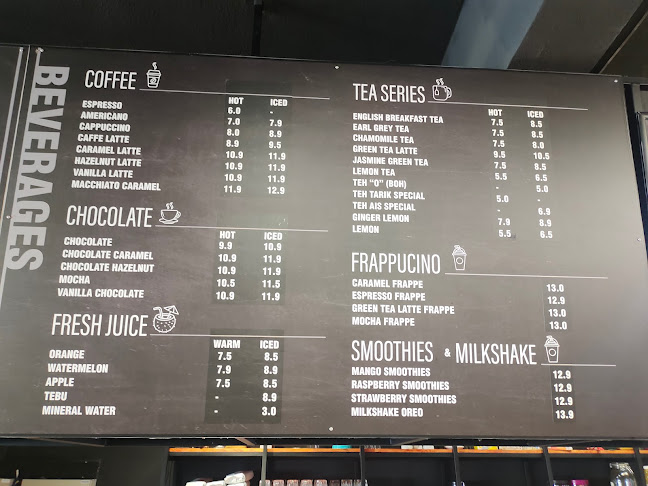 BEVERAGES
COFFEE
HOT ICED
ESPRESSO 6.0 -
AMERICANO 7.0 7.9
CAPPUCCINO 8.0 8.9
CAFFE LATTE 8.9 9.5
CARAMEL LATTE 10.9 11.9
HAZELNUT LATTE 10.9 11.9
VANILLA LATTE 10.9 11.9
MACCHIATO CARAMEL 11.9 12.9
CHOCOLATE
HOT ICED
CHOCOLATE 9.9 10.9
CHOCOLATE CARAMEL 10.9 11.9
CHOCOLATE HAZELNUT 10.9 11.9
MOCHA 10.5 11.5
VANILLA CHOCOLATE 10.9 11.9
FRESH JUICE
WARM ICED
ORANGE 7.5 8.5
WATERMELON 7.9 8.9
APPLE 7.5 8.5
TEBU - 8.9
MINERAL WATER - 3.0
TEA SERIES
HOT ICED
ENGLISH BREAKFAST TEA 7.5 8.5
EARL GREY TEA 7.5 8.5
CHAMOMILE TEA 7.5 8.0
GREEN TEA LATTE 9.5 10.5
JASMINE GREEN TEA 7.5 8.5
LEMON TEA 5.5 6.5
TEH "O" (BOH) - 5.0
TEH TARIK SPECIAL 5.0 -
TEH AIS SPECIAL - 6.9
GINGER LEMON 7.9 8.9
LEMON 5.5 6.5
FRAPPUCINO
CARAMEL FRAPPE 13.0
ESPRESSO FRAPPE 12.9
GREEN TEA LATTE FRAPPE 13.0
MOCHA FRAPPE 13.0
SMOOTHIES & MILKSHAKE
MANGO SMOOTHIES 12.9
RASPBERRY SMOOTHIES 12.9
STRAWBERRY SMOOTHIES 12.9
MILKSHAKE OREO 13.9